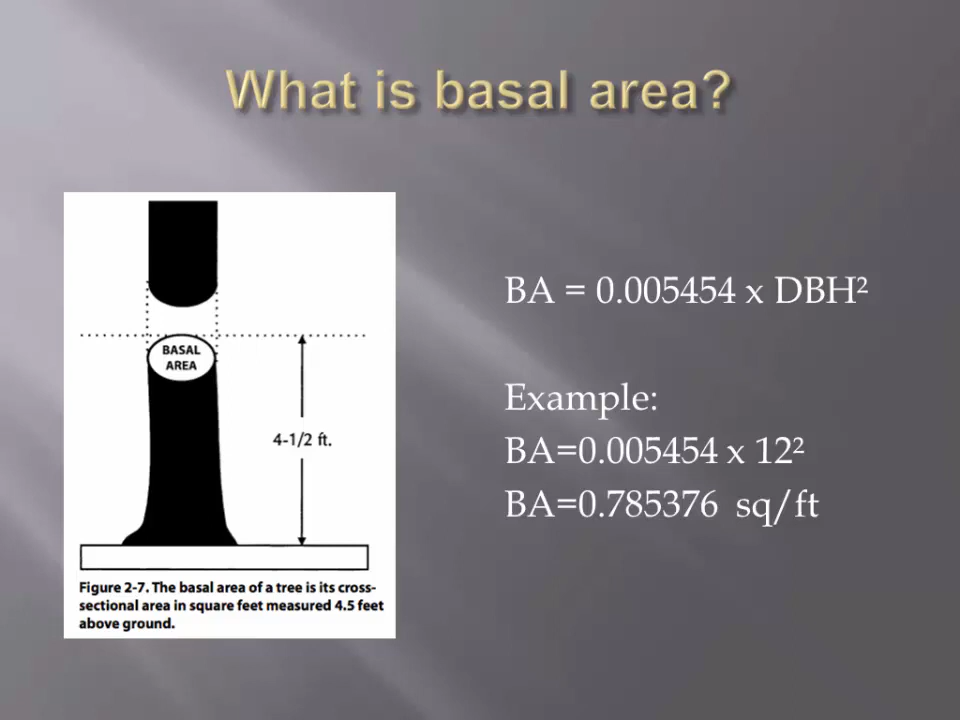 What is basal area?
BASAL
AREA
4-1/2 ft.
Figure 2-7. The basal area of a tree is its cross-
sectional area in square feet measured 4.5 feet
above ground.
BA = 0.005454 x DBH²
Example:
BA=0.005454 x 12²
BA=0.785376  sq/ft